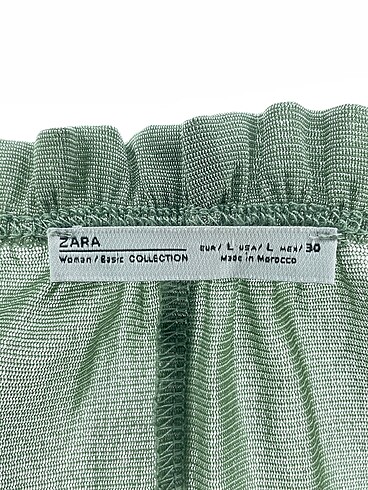 ZARA
Woman / Basic COLLECTION
EUR / L USA / L MEX / 30
Made in Morocco